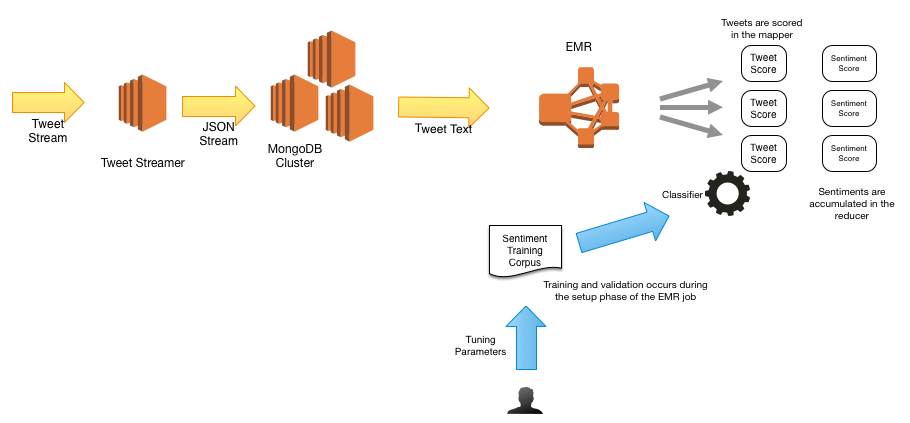 Tweets are scored
in the mapper
EMR
Tweet
Score
Sentiment
Score
Tweet
Score
Sentiment
Score
Tweet
Score
Sentiment
Score
Tweet
Stream
Tweet Streamer
JSON
Stream
MongoDB
Cluster
Tweet Text
Classifier
Sentiments are
accumulated in the
reducer
Sentiment
Training
Corpus
Training and validation occurs during
the setup phase of the EMR job
Tuning
Parameters